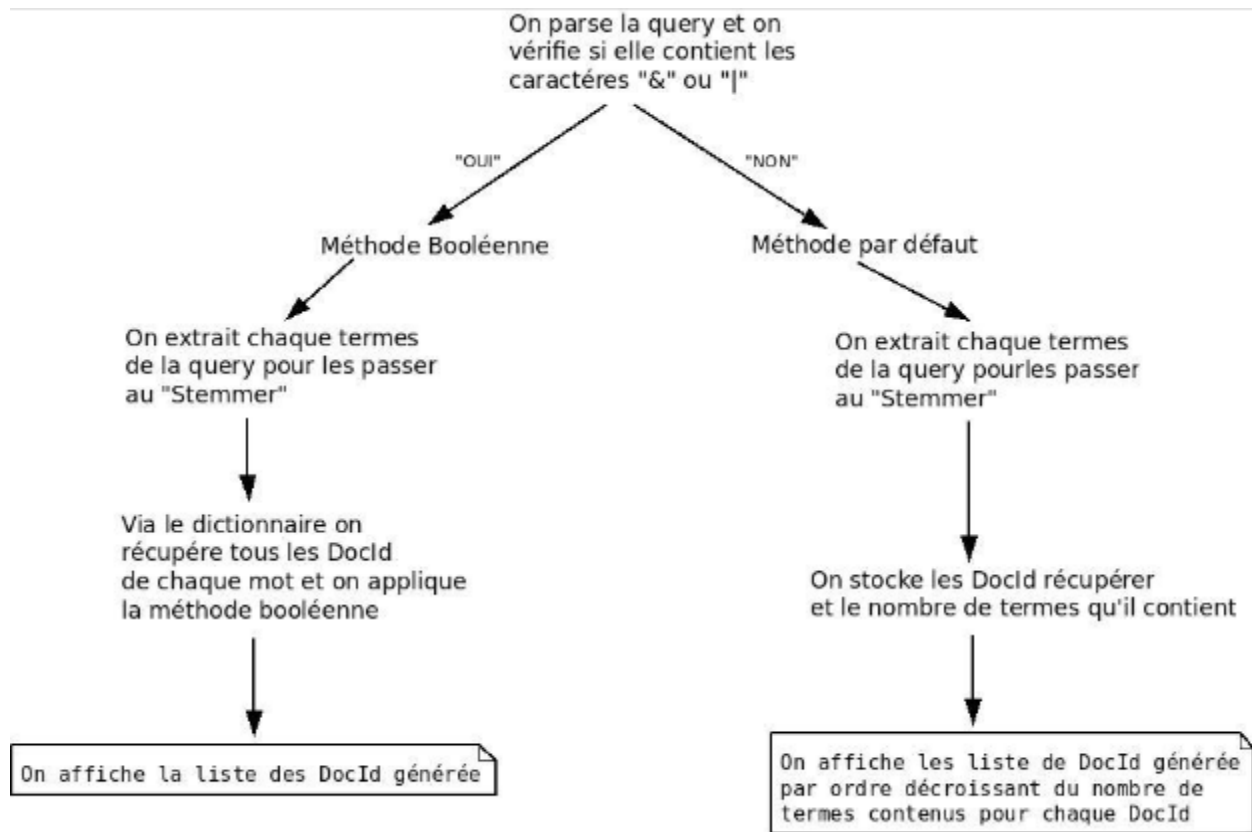 On parse la query et on
vérifie si elle contient les
caractéres "&" ou "|"
"OUI"
"NON"
Méthode Booléenne
Méthode par défaut
On extrait chaque termes
de la query pour les passer
au "Stemmer"
On extrait chaque termes
de la query pourles passer
au "Stemmer"
Via le dictionnaire on
récupére tous les DocId
de chaque mot et on applique
la méthode booléenne
On stocke les DocId récupérer
et le nombre de termes qu'il contient
On affiche la liste des DocId générée
On affiche les liste de DocId générée
par ordre décroissant du nombre de
termes contenus pour chaque DocId